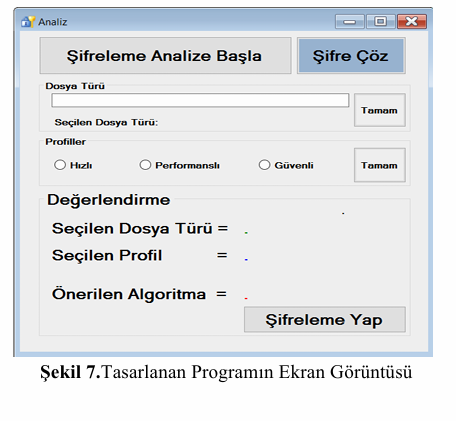 Analiz
Şifreleme Analize Başla
Şifre Çöz
Dosya Türü
Tamam
Seçilen Dosya Türü:
Profiller
Hızlı
Performanslı
Güvenli
Tamam
Değerlendirme
Seçilen Dosya Türü = -
Seçilen Profil = -
Önerilen Algoritma = -
Şifreleme Yap
Şekil 7.Tasarlanan Programın Ekran Görüntüsü